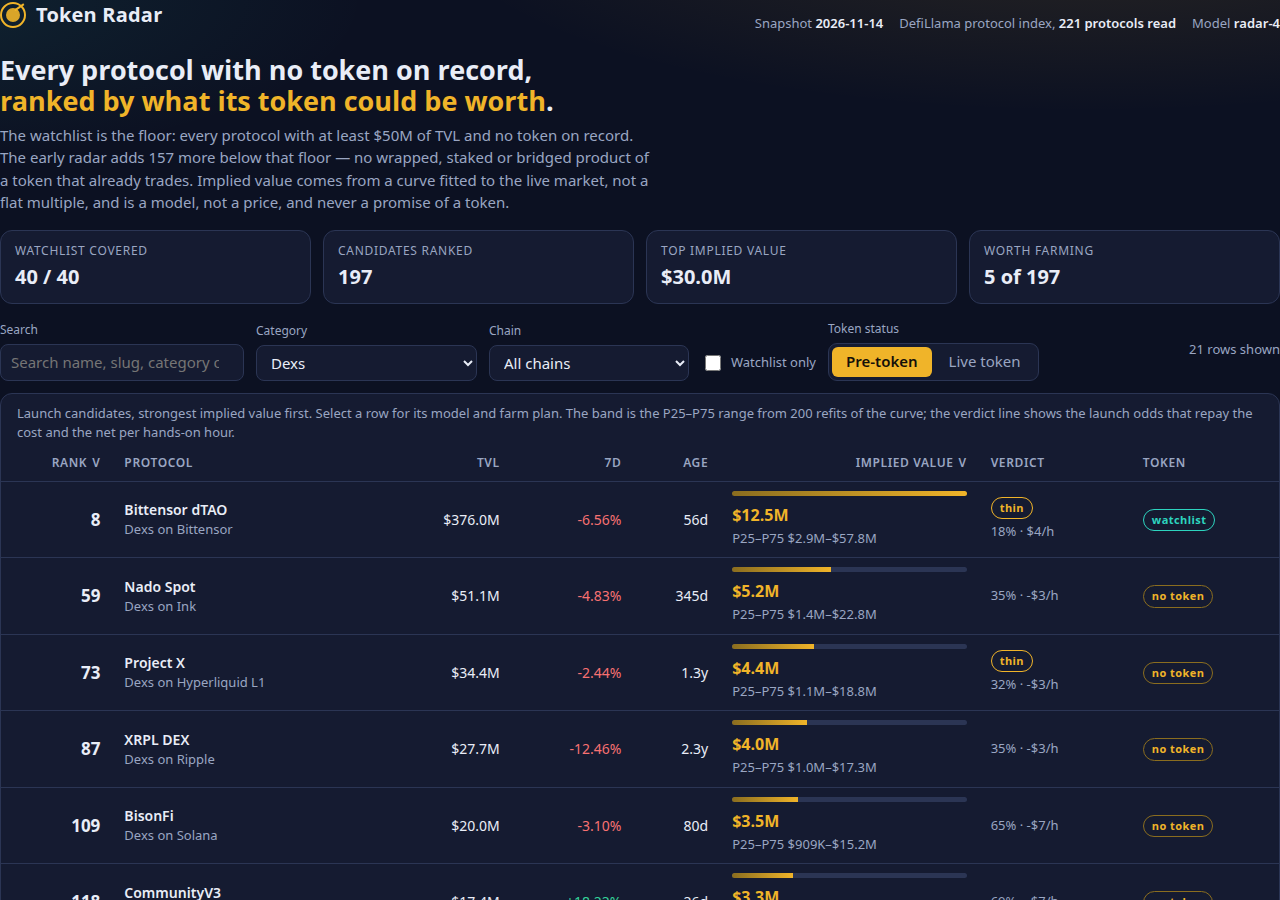 Token Radar
Snapshot 2026-11-14 DefiLlama protocol index, 221 protocols read Model radar-4
Every protocol with no token on record,
ranked by what its token could be worth.
The watchlist is the floor: every protocol with at least $50M of TVL and no token on record.
The early radar adds 157 more below that floor — no wrapped, staked or bridged product of
a token that already trades. Implied value comes from a curve fitted to the live market, not a
flat multiple, and is a model, not a price, and never a promise of a token.
WATCHLIST COVERED
40 / 40
CANDIDATES RANKED
197
TOP IMPLIED VALUE
$30.0M
WORTH FARMING
5 of 197
Search
Search name, slug, category c
Category
Dexs
Chain
All chains
Watchlist only
Token status
Pre-token Live token
21 rows shown
Launch candidates, strongest implied value first. Select a row for its model and farm plan. The band is the P25–P75 range from 200 refits of the curve; the verdict line shows the launch odds that repay the
cost and the net per hands-on hour.
RANK V PROTOCOL TVL 7D AGE IMPLIED VALUE V VERDICT TOKEN
8
Bittensor dTAO
Dexs on Bittensor
$376.0M
-6.56%
56d
$12.5M
P25–P75 $2.9M–$57.8M
thin
18% · $4/h
watchlist
59
Nado Spot
Dexs on Ink
$51.1M
-4.83%
345d
$5.2M
P25–P75 $1.4M–$22.8M
35% · -$3/h
no token
73
Project X
Dexs on Hyperliquid L1
$34.4M
-2.44%
1.3y
$4.4M
P25–P75 $1.1M–$18.8M
thin
32% · -$3/h
no token
87
XRPL DEX
Dexs on Ripple
$27.7M
-12.46%
2.3y
$4.0M
P25–P75 $1.0M–$17.3M
35% · -$3/h
no token
109
BisonFi
Dexs on Solana
$20.0M
-3.10%
80d
$3.5M
P25–P75 $909K–$15.2M
65% · -$7/h
no token
CommunityV3
$3.3M